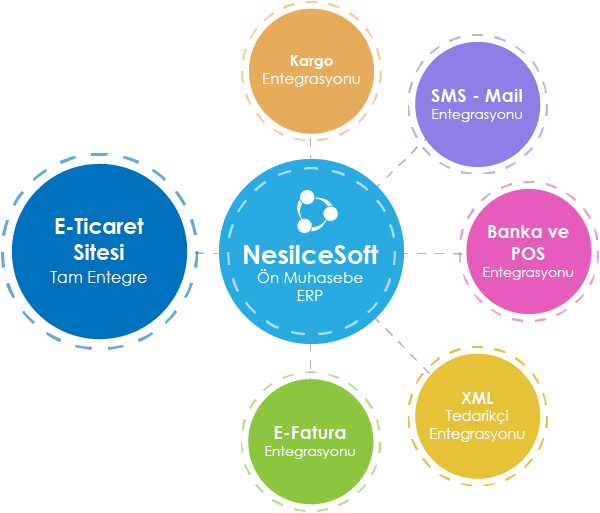 Kargo
Entegrasyonu
SMS - Mail
Entegrasyonu
E-Ticaret
Sitesi
Tam Entegre
NesilceSoft
Ön Muhasebe
ERP
Banka ve
POS
Entegrasyonu
XML
Tedarikçi
Entegrasyonu
E-Fatura
Entegrasyonu